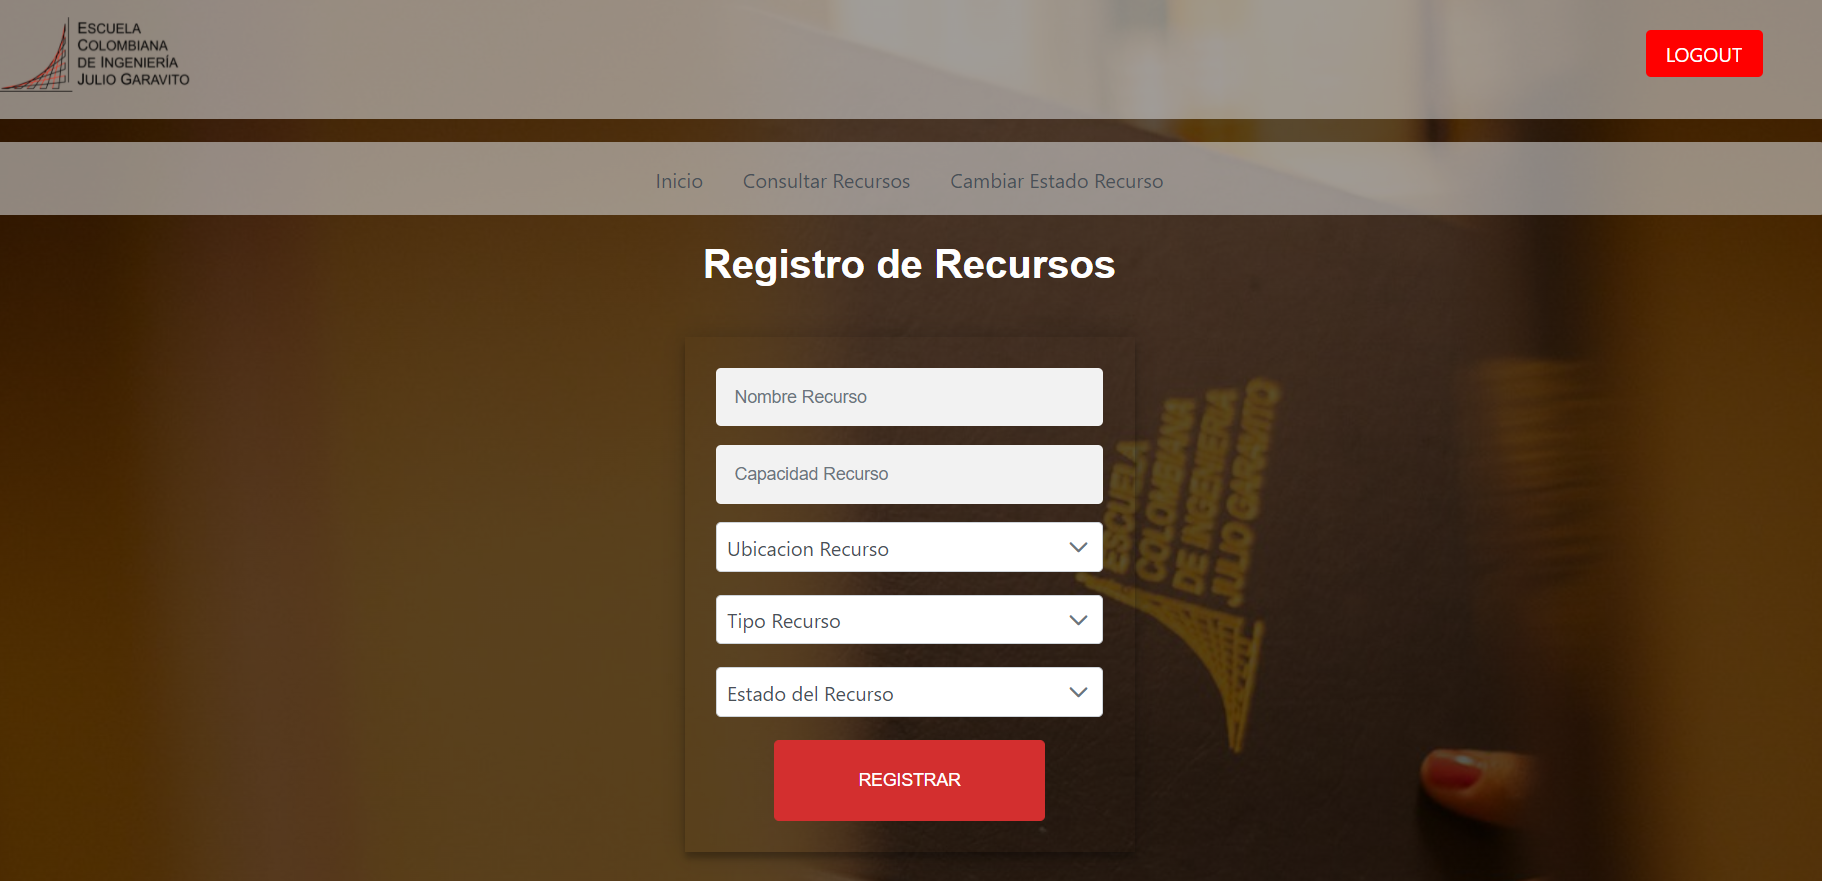 ESCUELA
COLOMBIANA
DE INGENIERÍA
JULIO GARAVITO
LOGOUT
Inicio Consultar Recursos Cambiar Estado Recurso
Registro de Recursos
Nombre Recurso
Capacidad Recurso
Ubicacion Recurso
Tipo Recurso
Estado del Recurso
REGISTRAR
ESCUELA
COLOMBIANA
DE INGENIERIA
JULIO GARAVITO